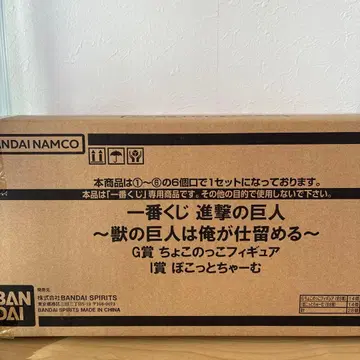 BANDAI NAMCO
本商品は①〜⑥の6個口で1セットになっております。
本品は「一番くじ」専用商品です。その他の目的で使用しないで下さい。
一番くじ 進撃の巨人
〜獣の巨人は俺が仕留める〜
G賞 ちょこのっこフィギュア
I賞 ぽこっとちゃーむ
BAN
DAI
発売元
株式会社BANDAI SPIRITS
BANDAI SPIRITS MADE IN CHINA